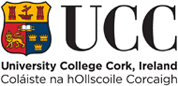 UCC
University College Cork, Ireland
Coláiste na hOllscoile Corcaigh